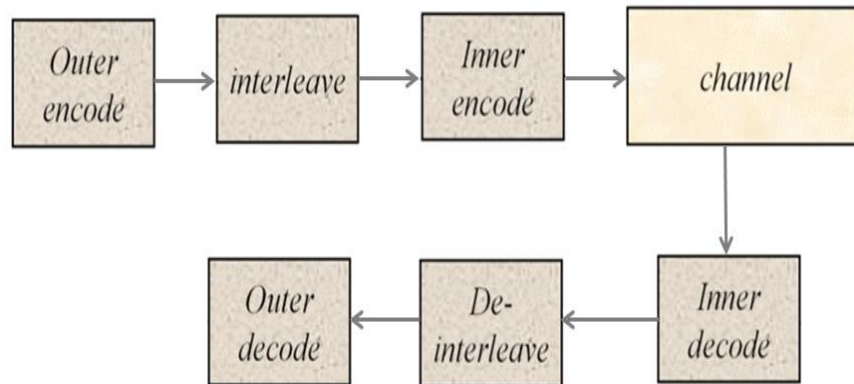 Outer
encode
interleave
Inner
encode
channel
Outer
decode
De-
interleave
Inner
decode